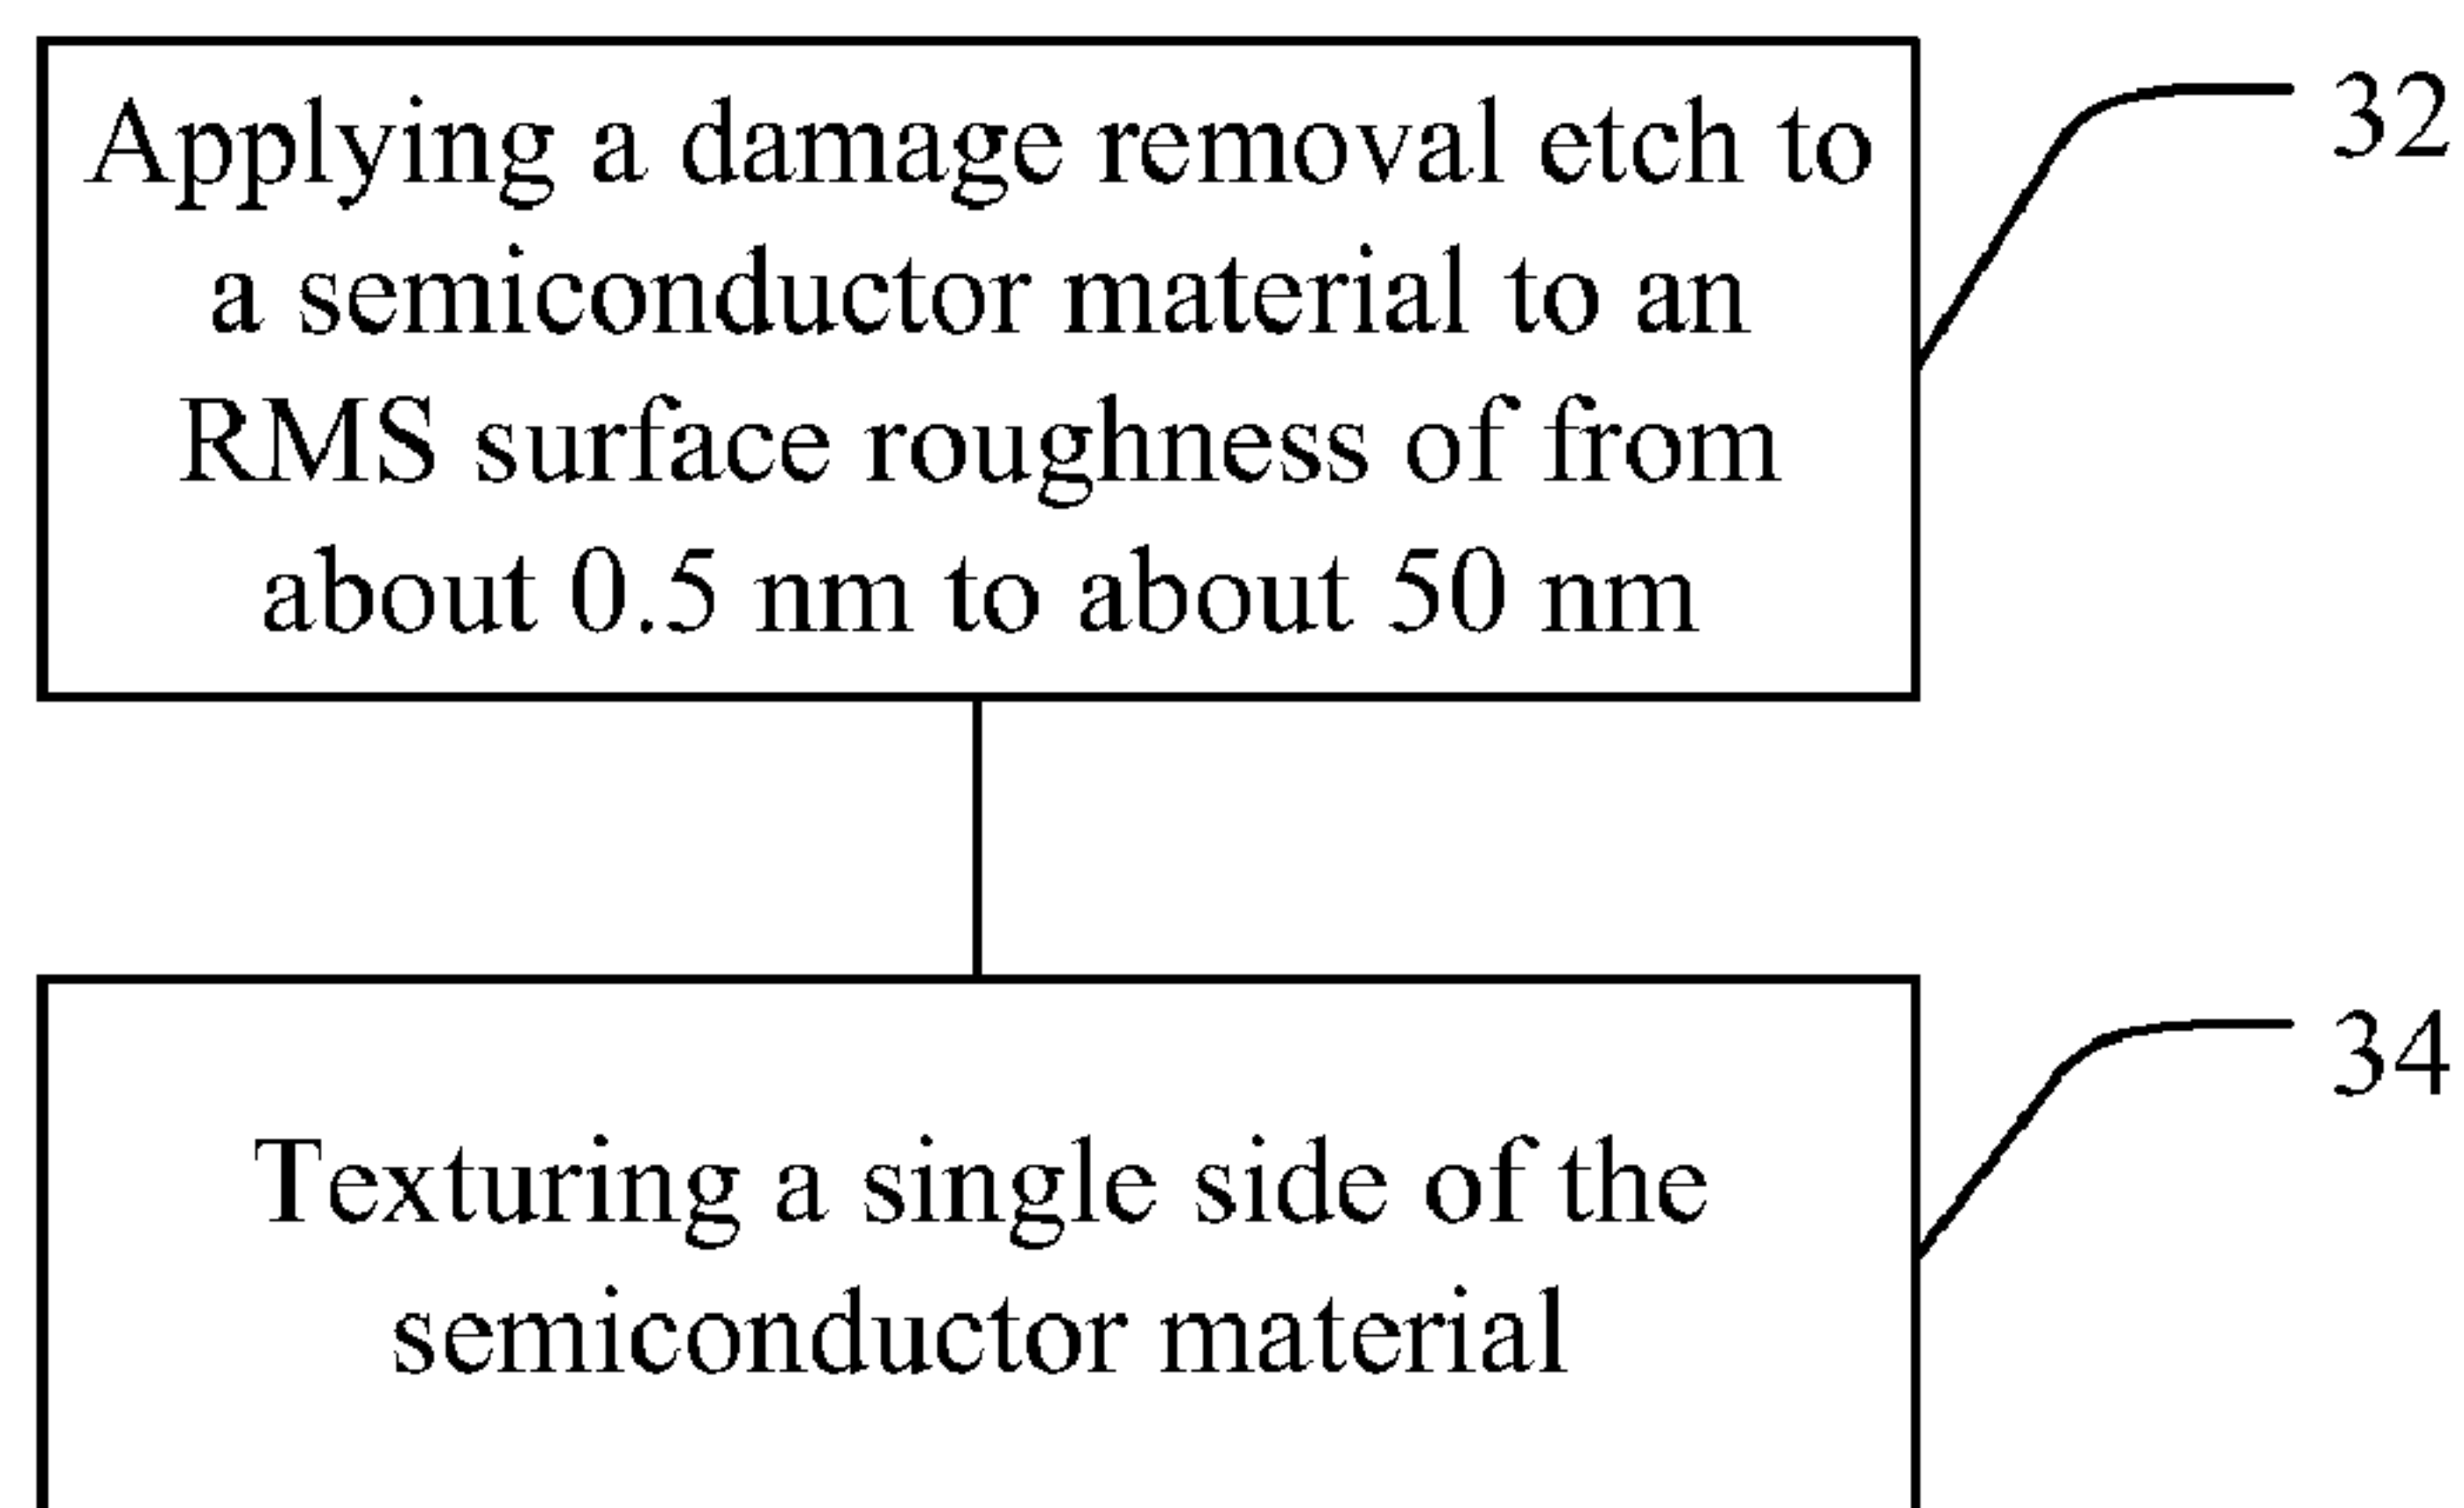 Applying a damage removal etch to
a semiconductor material to an
RMS surface roughness of from
about 0.5 nm to about 50 nm
32
Texturing a single side of the
semiconductor material
34